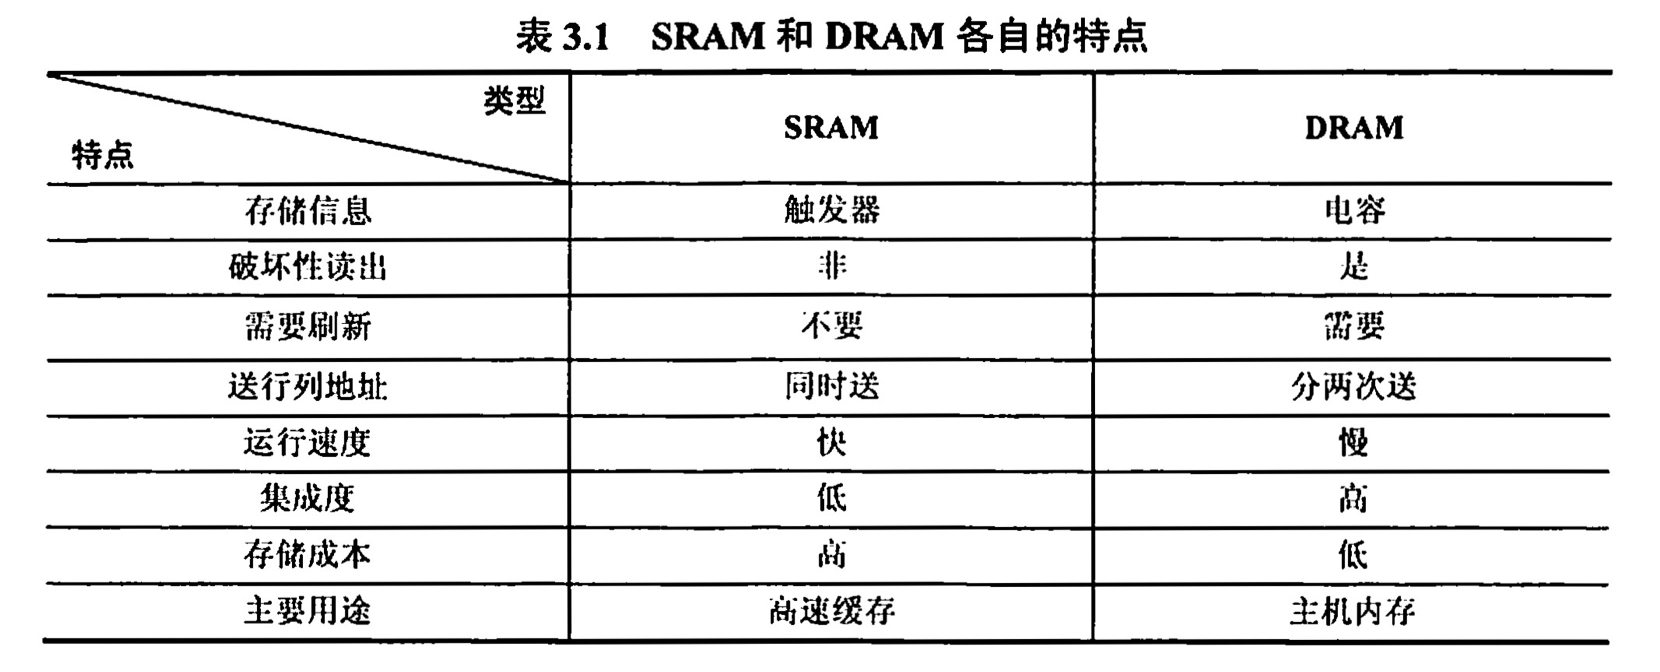 表 3.1 SRAM 和 DRAM 各自的特点
类型
特点
SRAM DRAM
存储信息 触发器 电容
破坏性读出 非 是
需要刷新 不要 需要
送行列地址 同时送 分两次送
运行速度 快 慢
集成度 低 高
存储成本 高 低
主要用途 高速缓存 主机内存